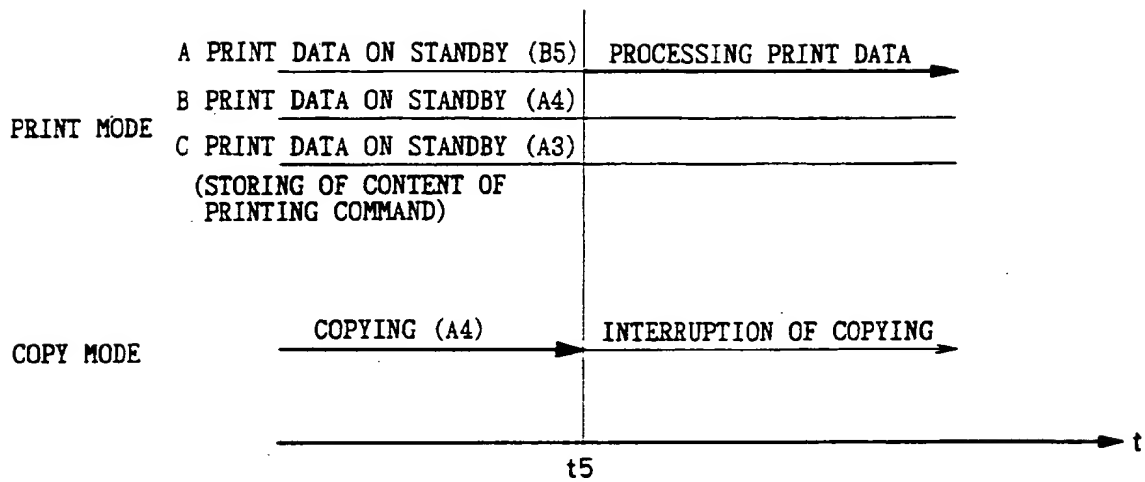 A PRINT DATA ON STANDBY (B5)
PROCESSING PRINT DATA
B PRINT DATA ON STANDBY (A4)
PRINT MODE
C PRINT DATA ON STANDBY (A3)
(STORING OF CONTENT OF
PRINTING COMMAND)
COPYING (A4)
INTERRUPTION OF COPYING
COPY MODE
t
t5